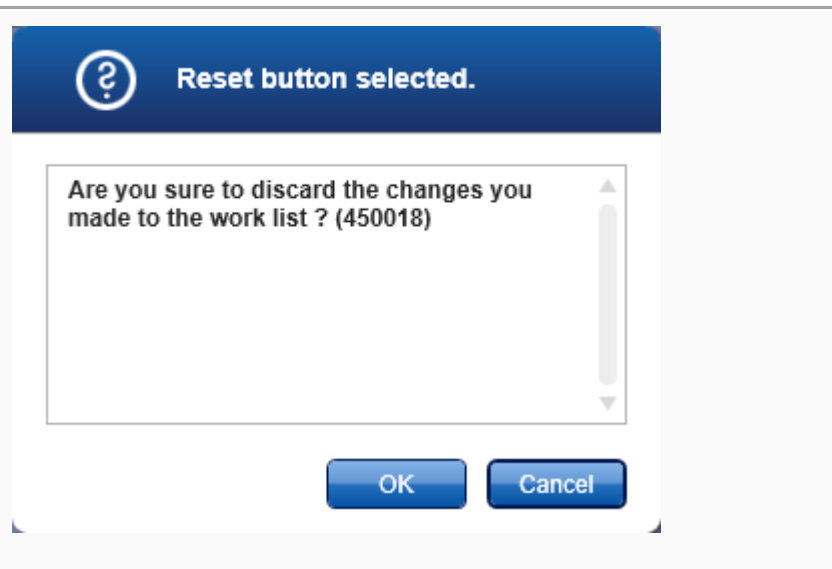 Reset button selected.
Are you sure to discard the changes you
made to the work list ? (450018)
OK
Cancel